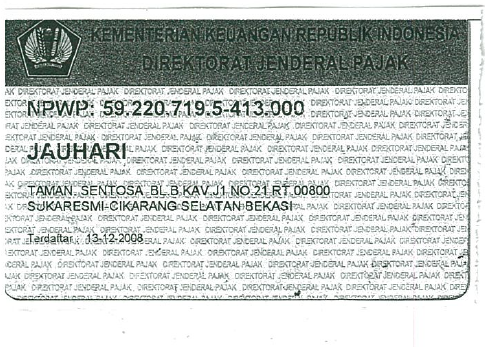 KEMENTERIAN KEUANGAN REPUBLIK INDONESIA
DIREKTORAT JENDERAL PAJAK
NPWP: 59.220.719.5-413.000
JAUHARI
TAMAN. SENTOSA. BL.B KAV.J1 NO.21 RT.00800
SUKARESMI-CIKARANG SELATAN BEKASI
Terdaftar : 13-12-2008